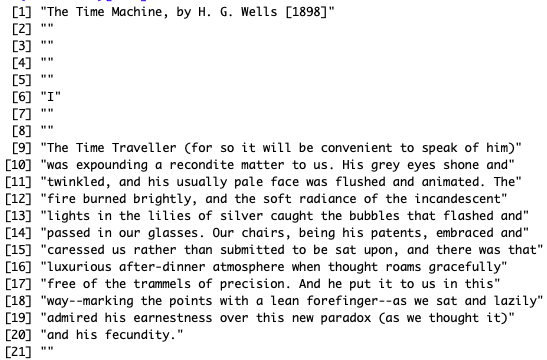 [1] "The Time Machine, by H. G. Wells [1898]"
[2] ""
[3] ""
[4] ""
[5] ""
[6] "I"
[7] ""
[8] ""
[9] "The Time Traveller (for so it will be convenient to speak of him)"
[10] "was expounding a recondite matter to us. His grey eyes shone and"
[11] "twinkled, and his usually pale face was flushed and animated. The"
[12] "fire burned brightly, and the soft radiance of the incandescent"
[13] "lights in the lilies of silver caught the bubbles that flashed and"
[14] "passed in our glasses. Our chairs, being his patents, embraced and"
[15] "caressed us rather than submitted to be sat upon, and there was that"
[16] "luxurious after-dinner atmosphere when thought roams gracefully"
[17] "free of the trammels of precision. And he put it to us in this"
[18] "way--marking the points with a lean forefinger--as we sat and lazily"
[19] "admired his earnestness over this new paradox (as we thought it)"
[20] "and his fecundity."
[21] ""